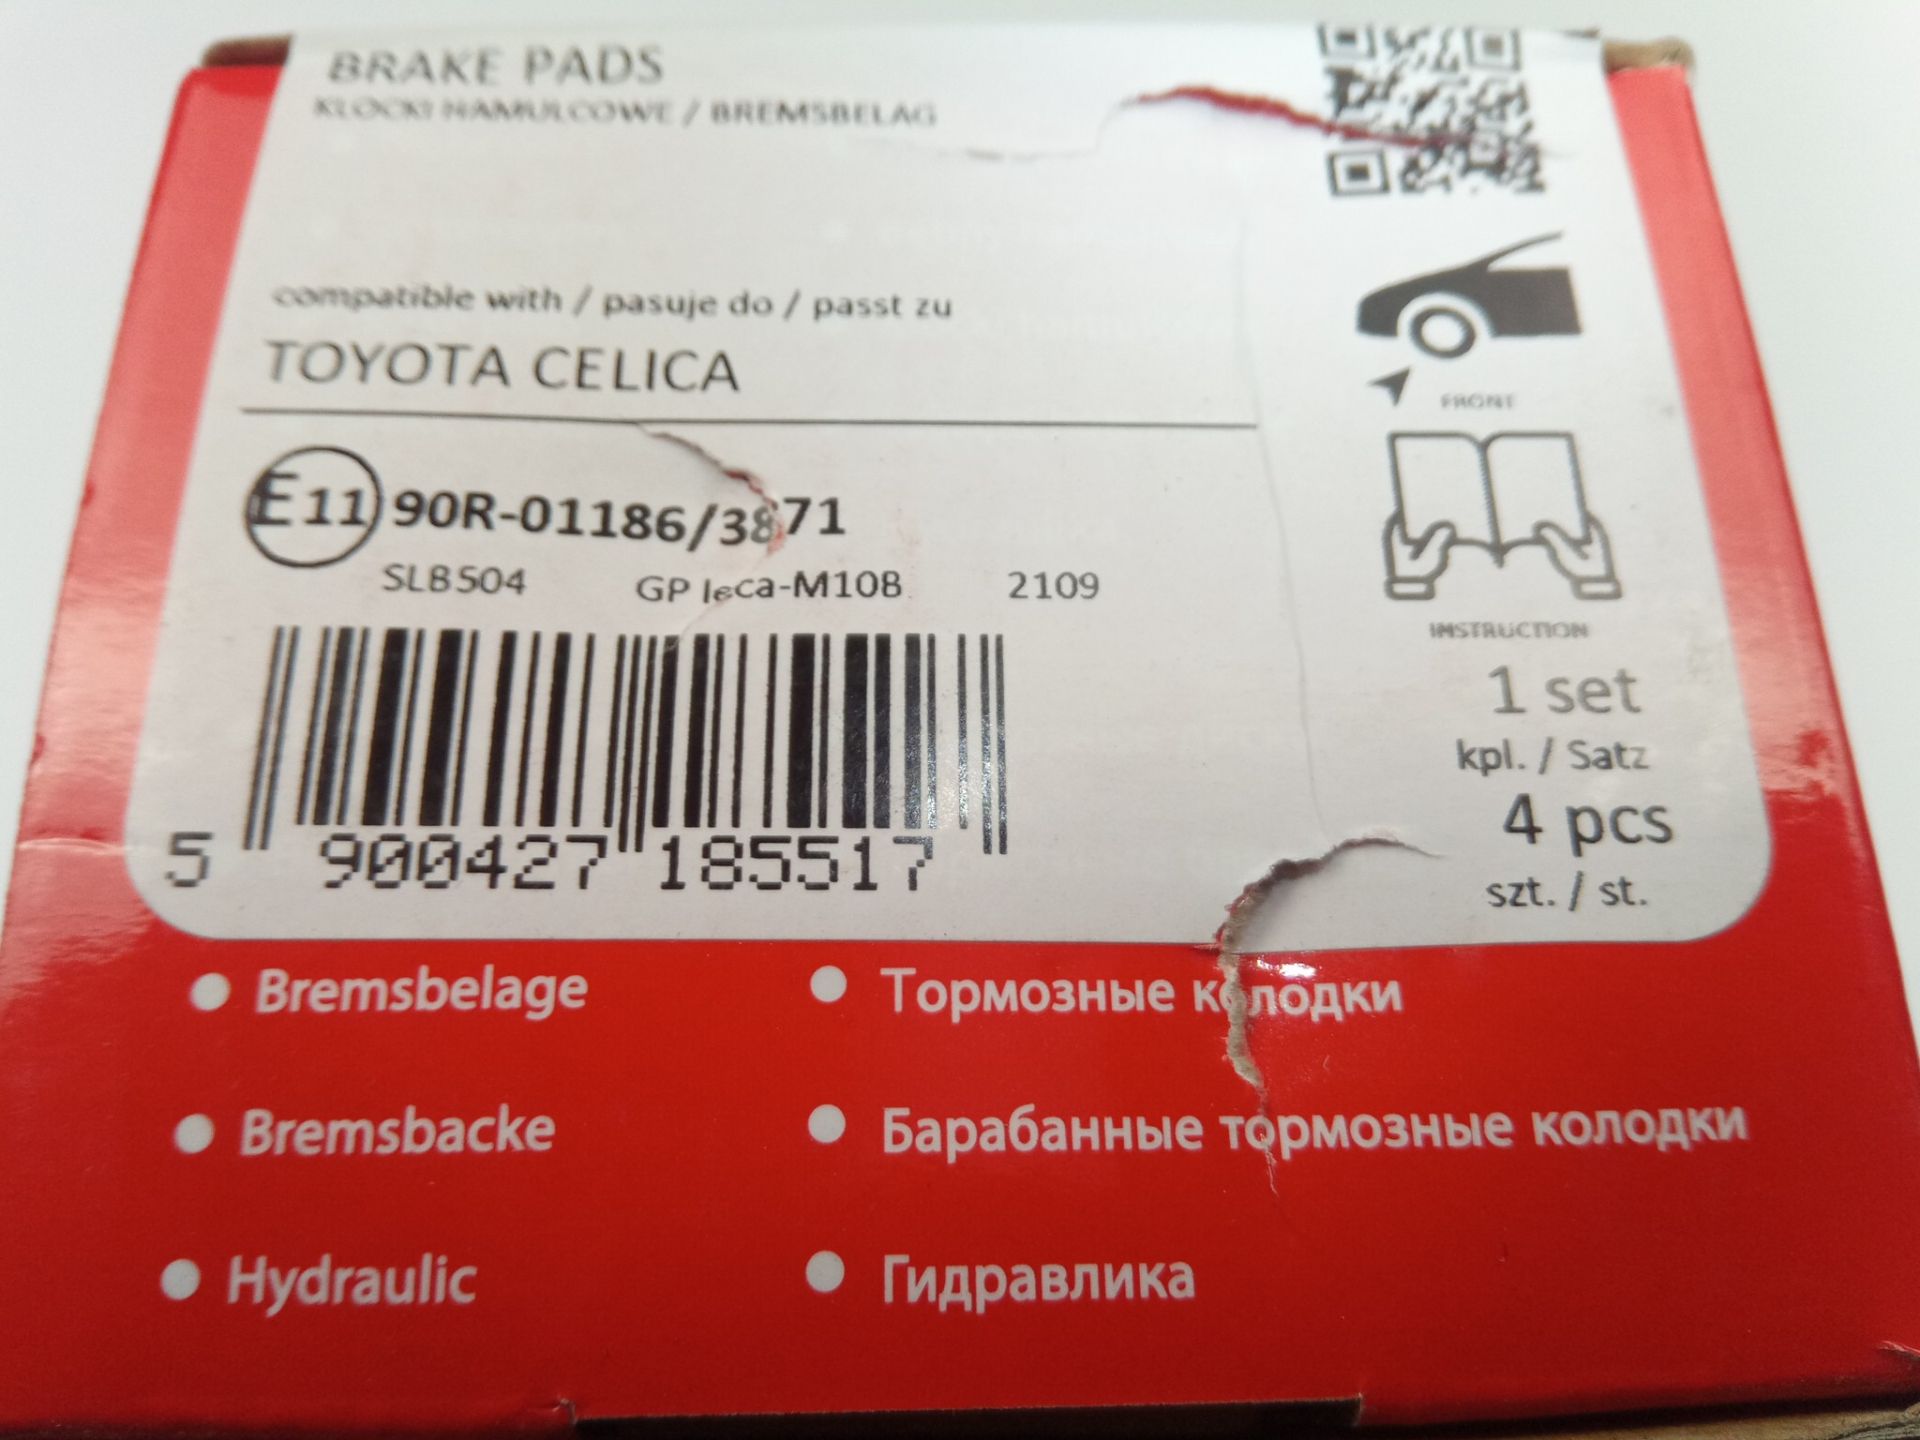 BRAKE PADS
KLOCKI HAMULCOWE / BREMSBELAG
compatible with / pasuje do / passt zu
TOYOTA CELICA
FRONT
E11 90R-01186/3871
SLB504 GP leca-M10B 2109
INSTRUCTION
1 set
kpl. / Satz
4 pcs
szt. / st.
5 900427 185517
Bremsbelage
Тормозные колодки
Bremsbacke
Барабанные тормозные колодки
Hydraulic
Гидравлика